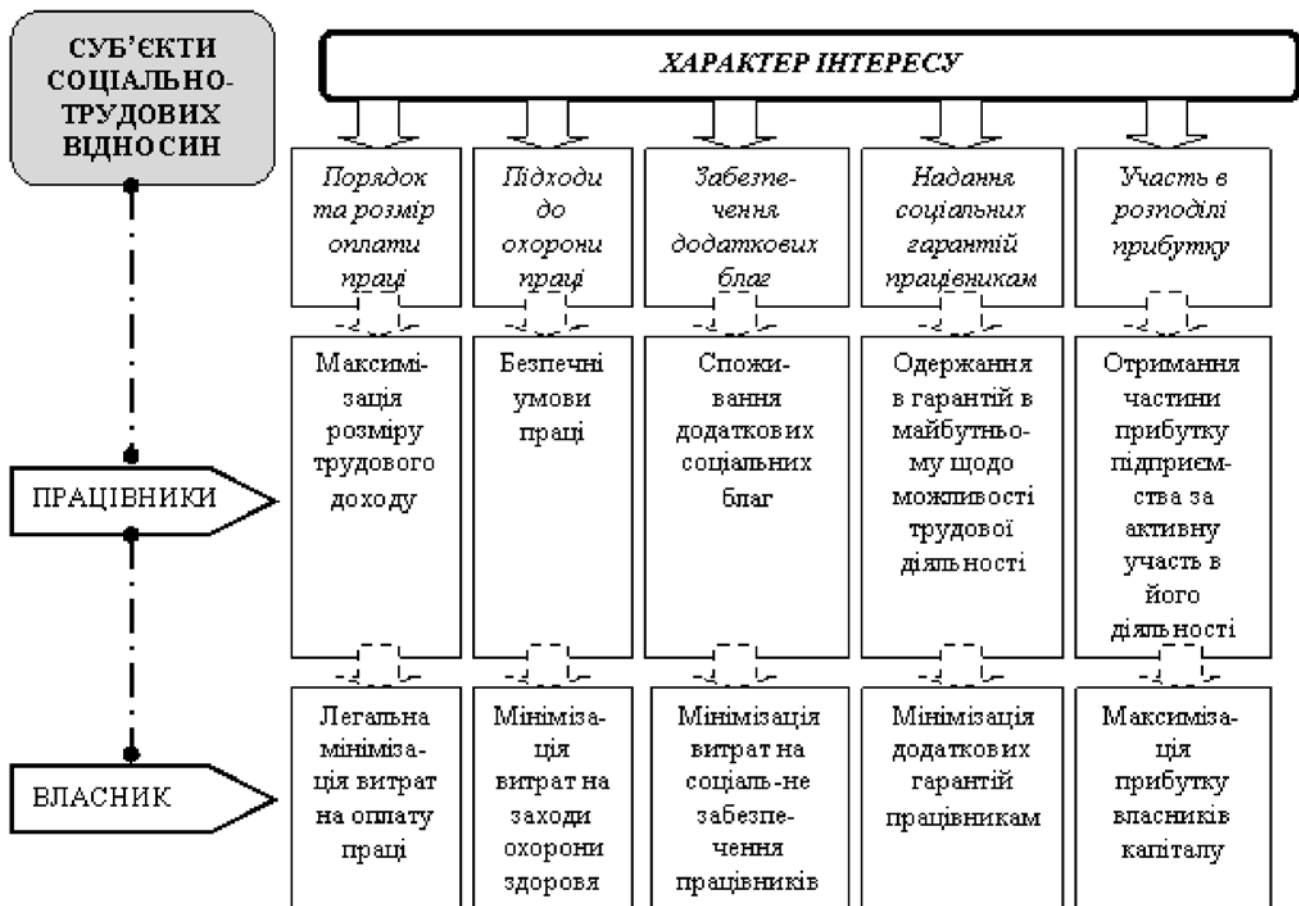 СУБ’ЄКТИ
СОЦІАЛЬНО-
ТРУДОВИХ
ВІДНОСИН
ХАРАКТЕР ІНТЕРЕСУ
Порядок
та розмір
оплати
праці
Підходи
до
охорони
праці
Забезпе-
чення
додаткових
благ
Надання
соціальних
гарантій
працівникам
Участь в
розподілі
прибутку
ПРАЦІВНИКИ
Максимі-
зація
розміру
трудового
доходу
Безпечні
умови
праці
Спожи-
вання
додаткових
соціальних
благ
Одержання
в гарантій в
майбутньо-
му щодо
можливості
трудової
діяльності
Отримання
частини
прибутку
підприєм-
ства за
активну
участь в
його
діяльності
ВЛАСНИК
Легальна
мініміза-
ція витрат
на оплату
праці
Мініміза-
ція
витрат на
заходи
охорони
здоровя
Мінімізація
витрат на
соціаль-не
забезпе-
чення
працівників
Мінімізація
додаткових
гарантій
працівникам
Максиміза-
ція
прибутку
власників
капіталу